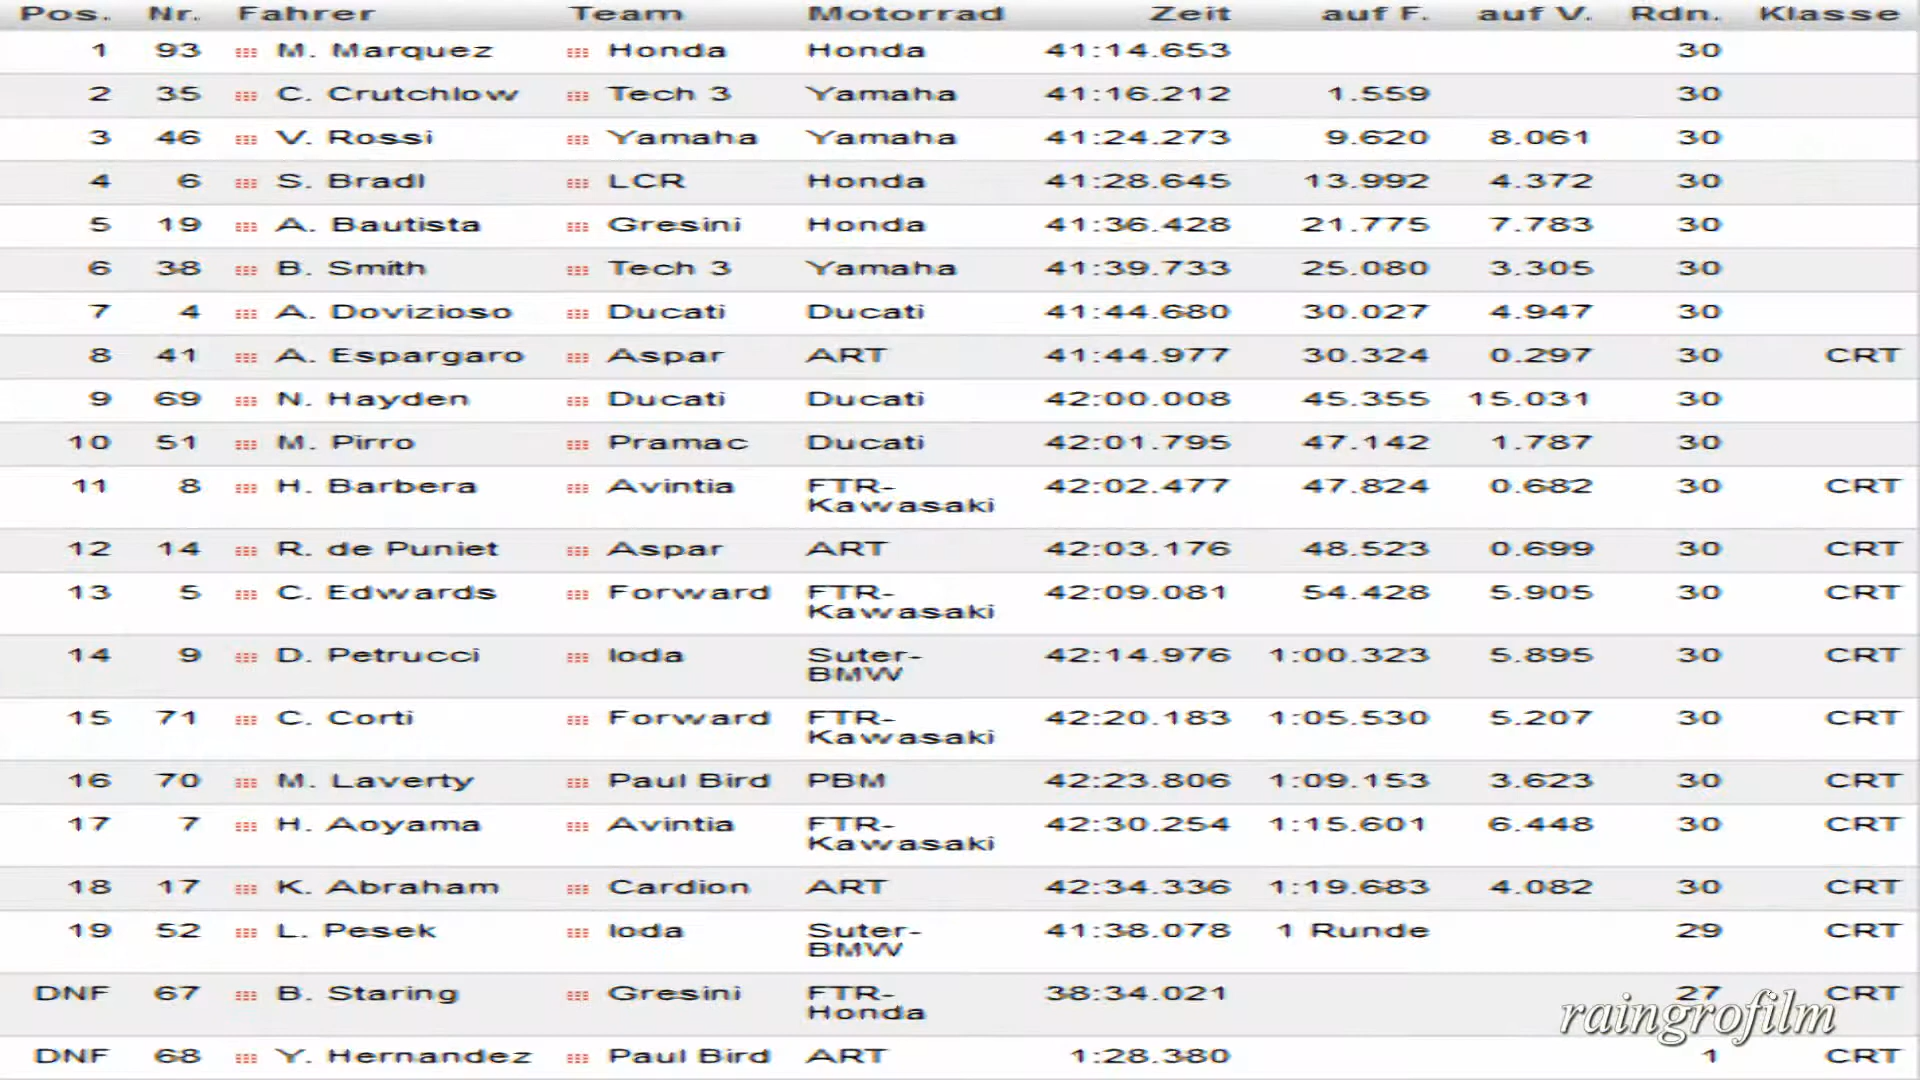 Pos. Nr. Fahrer Team Motorrad Zeit auf F. auf V. Rdn. Klasse
1 93 M. Marquez Honda Honda 41:14.653 30
2 35 C. Crutchlow Tech 3 Yamaha 41:16.212 1.559 30
3 46 V. Rossi Yamaha Yamaha 41:24.273 9.620 8.061 30
4 6 S. Bradl LCR Honda 41:28.645 13.992 4.372 30
5 19 A. Bautista Gresini Honda 41:36.428 21.775 7.783 30
6 38 B. Smith Tech 3 Yamaha 41:39.733 25.080 3.305 30
7 4 A. Dovizioso Ducati Ducati 41:44.680 30.027 4.947 30
8 41 A. Espargaro Aspar ART 41:44.977 30.324 0.297 30 CRT
9 69 N. Hayden Ducati Ducati 42:00.008 45.355 15.031 30
10 51 M. Pirro Pramac Ducati 42:01.795 47.142 1.787 30
11 8 H. Barbera Avintia FTR- 42:02.477 47.824 0.682 30 CRT
Kawasaki
12 14 R. de Puniet Aspar ART 42:03.176 48.523 0.699 30 CRT
13 5 C. Edwards Forward FTR- 42:09.081 54.428 5.905 30 CRT
Kawasaki
14 9 D. Petrucci Ioda Suter- 42:14.976 1:00.323 5.895 30 CRT
BMW
15 71 C. Corti Forward FTR- 42:20.183 1:05.530 5.207 30 CRT
Kawasaki
16 70 M. Laverty Paul Bird PBM 42:23.806 1:09.153 3.623 30 CRT
17 7 H. Aoyama Avintia FTR- 42:30.254 1:15.601 6.448 30 CRT
Kawasaki
18 17 K. Abraham Cardion ART 42:34.336 1:19.683 4.082 30 CRT
19 52 L. Pesek Ioda Suter- 41:38.078 1 Runde 29 CRT
BMW
DNF 67 B. Staring Gresini FTR- 38:34.021 27 CRT
Honda
raingrofilm
DNF 68 Y. Hernandez Paul Bird ART 1:28.380 1 CRT